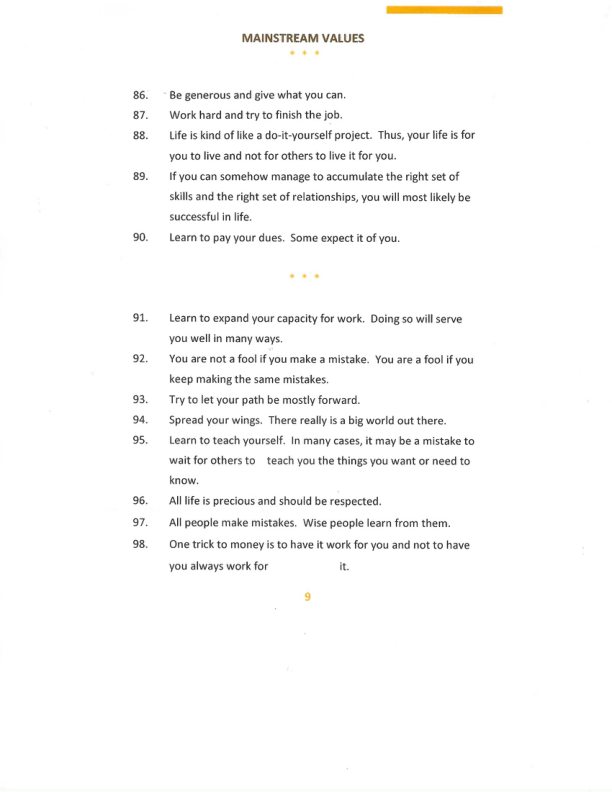 MAINSTREAM VALUES
* * *
86. Be generous and give what you can.
87. Work hard and try to finish the job.
88. Life is kind of like a do-it-yourself project. Thus, your life is for
you to live and not for others to live it for you.
89. If you can somehow manage to accumulate the right set of
skills and the right set of relationships, you will most likely be
successful in life.
90. Learn to pay your dues. Some expect it of you.
* * *
91. Learn to expand your capacity for work. Doing so will serve
you well in many ways.
92. You are not a fool if you make a mistake. You are a fool if you
keep making the same mistakes.
93. Try to let your path be mostly forward.
94. Spread your wings. There really is a big world out there.
95. Learn to teach yourself. In many cases, it may be a mistake to
wait for others to teach you the things you want or need to
know.
96. All life is precious and should be respected.
97. All people make mistakes. Wise people learn from them.
98. One trick to money is to have it work for you and not to have
you always work for it.
9